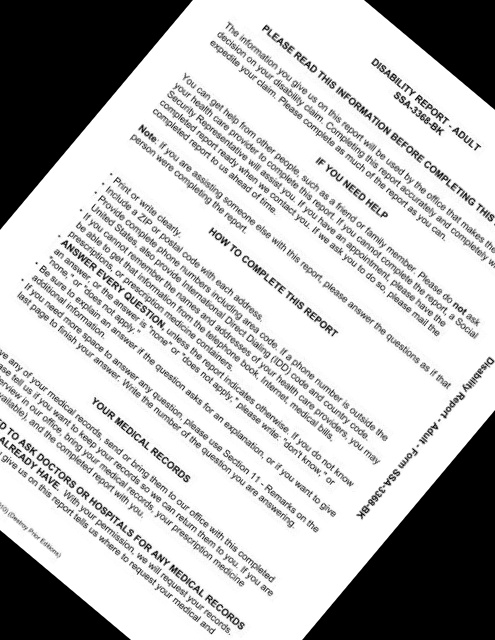 DISABILITY REPORT - ADULT
SSA-3368-BK
PLEASE READ THIS INFORMATION BEFORE COMPLETING THIS
The information you give us on this report will be used by the office that makes the
decision on your disability claim. Completing this report accurately and completely w
expedite your claim. Please complete as much of the report as you can.
IF YOU NEED HELP
You can get help from other people, such as a friend or family member. Please do not ask
your health care provider to complete this report. If you cannot complete the report, a Social
Security Representative will assist you. If you have an appointment, please have the
completed report ready when we contact you. If we ask you to do so, please mail the
completed report to us ahead of time.
Note: If you are assisting someone else with this report, please answer the questions as if that
person were completing the report.
HOW TO COMPLETE THIS REPORT
• Print or write clearly.
• Include a ZIP or postal code with each address.
• Provide complete phone numbers including area code. If a phone number is outside the
United States, also provide International Direct Dialing (IDD) code and country code.
• If you cannot remember the names and addresses of your health care providers, you may
be able to get that information from the telephone book, Internet, medical bills,
prescriptions, or prescription medicine containers.
• ANSWER EVERY QUESTION, unless the report indicates otherwise. If you do not know
an answer, or the answer is "none" or "does not apply," please write: "don't know," or
"none," or "does not apply."
• Be sure to explain an answer if the question asks for an explanation, or if you want to give
additional information.
• If you need more space to answer any question, please use Section 11 - Remarks on the
last page to finish your answer. Write the number of the question you are answering.
YOUR MEDICAL RECORDS
ve any of your medical records, send or bring them to our office with this completed
ase tell us if you want to keep your records so we can return them to you. If you are
erview in our office, bring your medical records, your prescription medicine
vailable) and the completed report with you.
ED TO ASK DOCTORS OR HOSPITALS FOR ANY MEDICAL RECORDS
ALREADY HAVE. With your permission, we will request your records.
give us on this report tells us where to request your medical and
(Destroy Prior Editions)
Disability Report - Adult - Form SSA-3368-BK